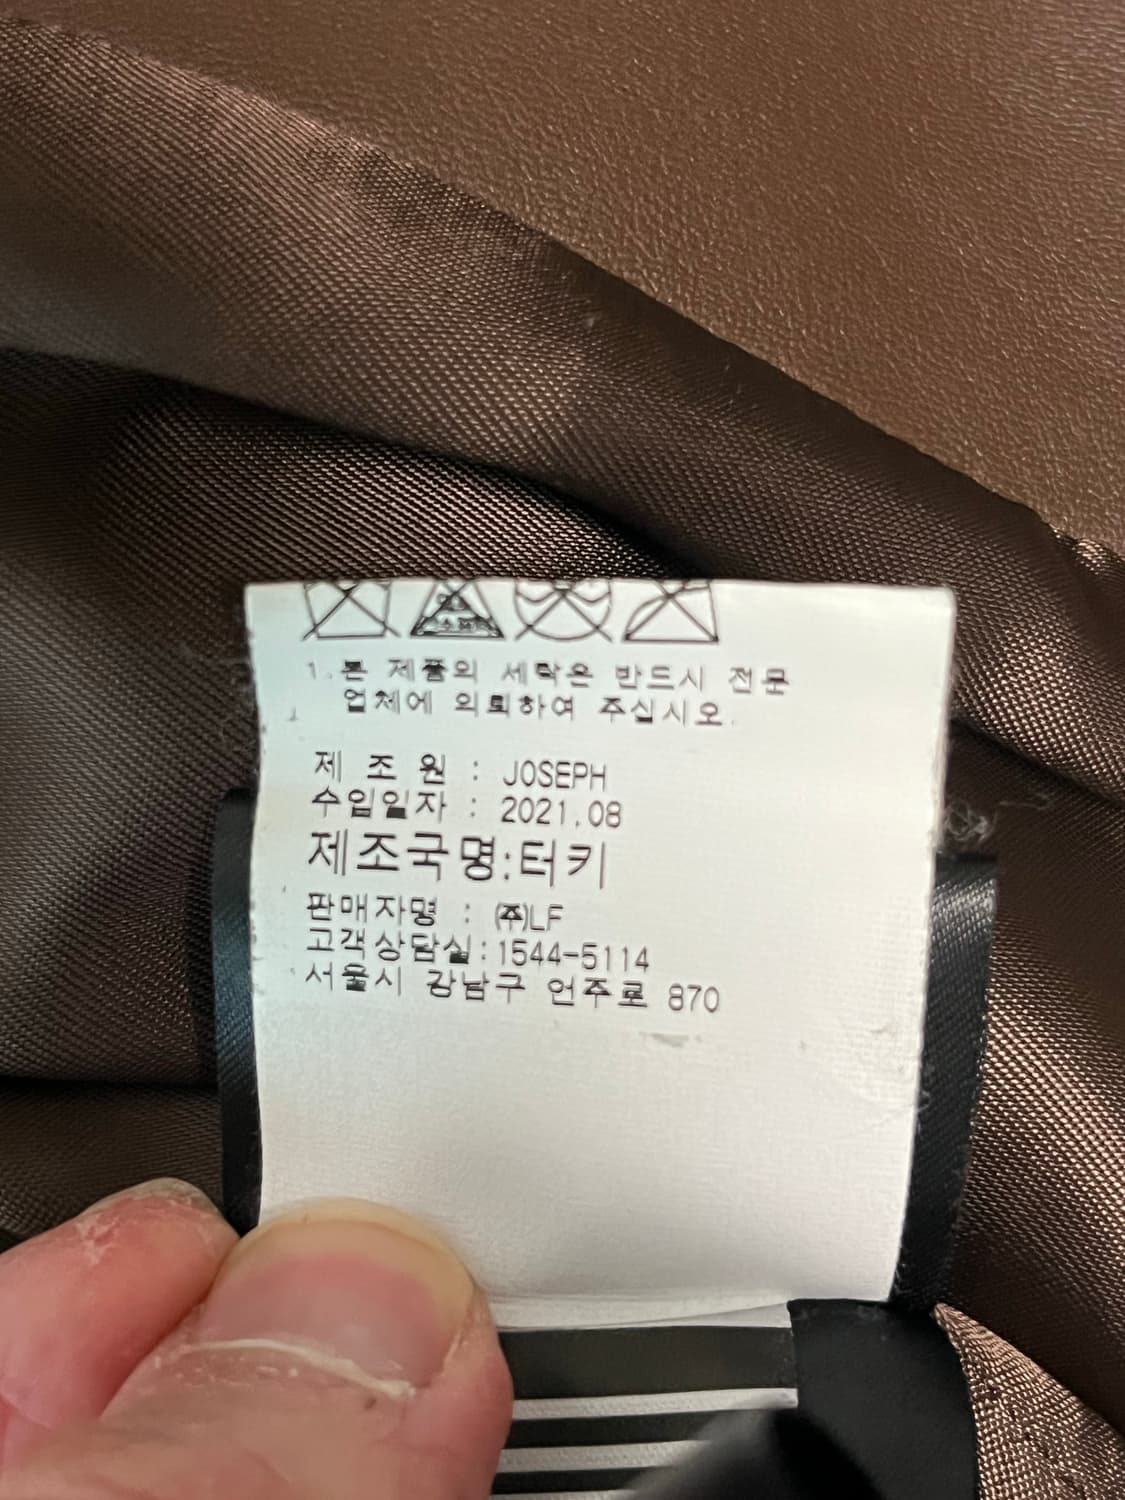 1. 본 제품의 세탁은 반드시 전문
업체에 의뢰하여 주십시오.
제 조 원 : JOSEPH
수입일자 : 2021.08
제조국명:터키
판매자명 : (주)LF
고객상담실:1544-5114
서울시 강남구 언주로 870